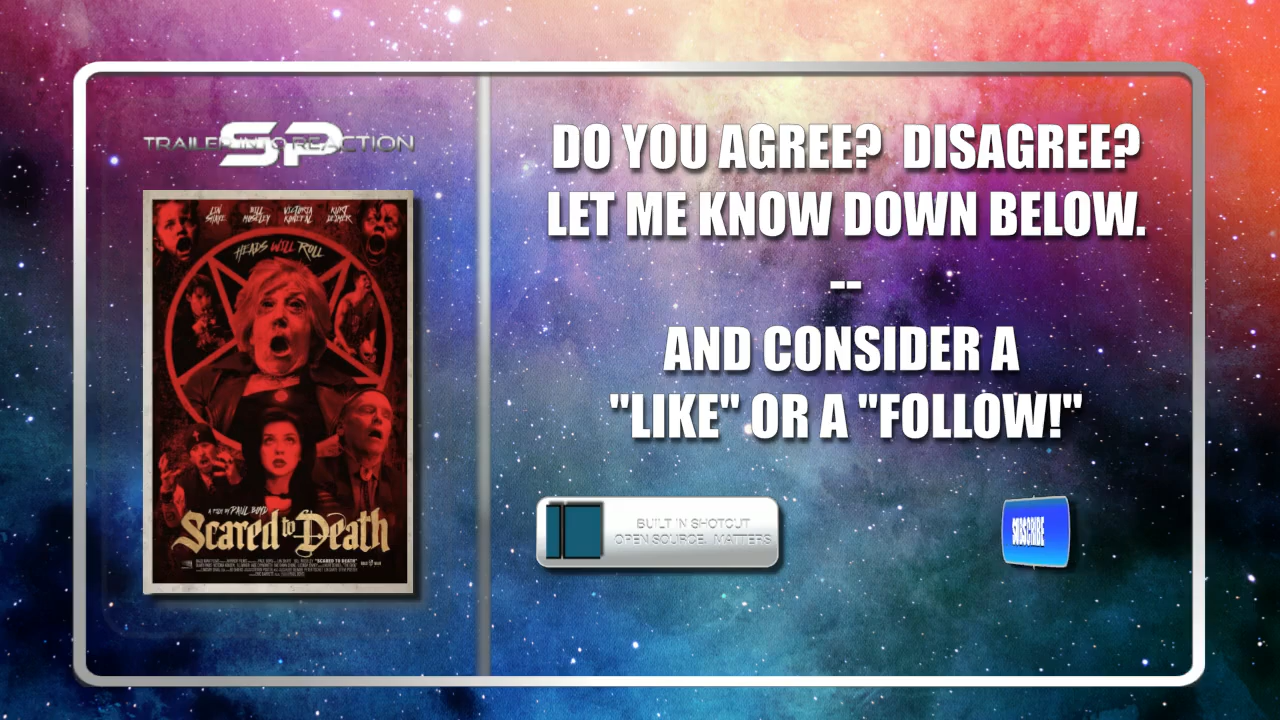 TRAILER INTO REACTION
SP
LIN BILL VICTORIA KURT
SHAYE MOSELEY KONEFAL DEIMER
HEADS WILL ROLL
A FILM BY PAUL BOYD
Scared to Death
DO YOU AGREE?  DISAGREE?
LET ME KNOW DOWN BELOW.
--
AND CONSIDER A
"LIKE" OR A "FOLLOW!"
BUILT IN SHOTCUT
OPEN SOURCE.  MATTERS
SUBSCRIBE